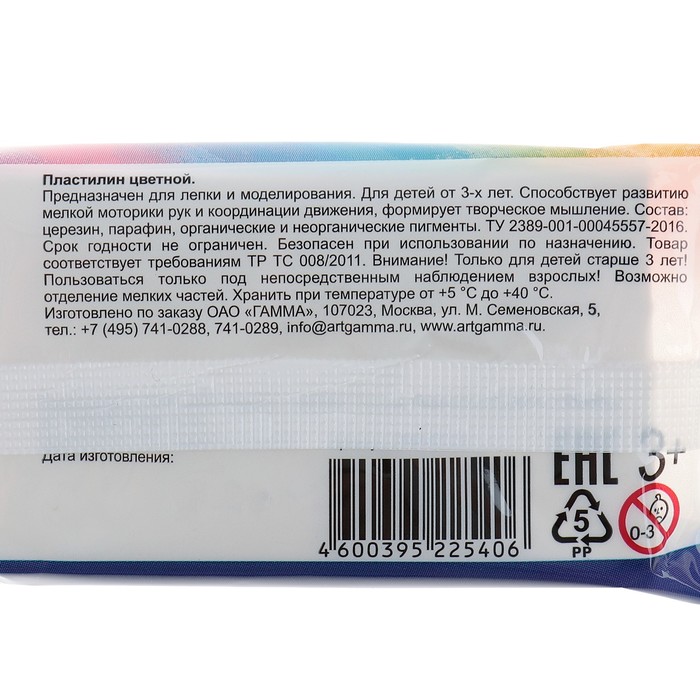 Пластилин цветной.
Предназначен для лепки и моделирования. Для детей от 3-х лет. Способствует развитию
мелкой моторики рук и координации движения, формирует творческое мышление. Состав:
церезин, парафин, органические и неорганические пигменты. ТУ 2389-001-00045557-2016.
Срок годности не ограничен. Безопасен при использовании по назначению. Товар
соответствует требованиям ТР ТС 008/2011. Внимание! Только для детей старше 3 лет!
Пользоваться только под непосредственным наблюдением взрослых! Возможно
отделение мелких частей. Хранить при температуре от +5 °С до +40 °С.
Изготовлено по заказу ОАО «ГАММА», 107023, Москва, ул. М. Семеновская, 5,
тел.: +7 (495) 741-0288, 741-0289, info@artgamma.ru, www.artgamma.ru.
Дата изготовления:
EAC 3+
5
PP
0-3
4 600395 225406